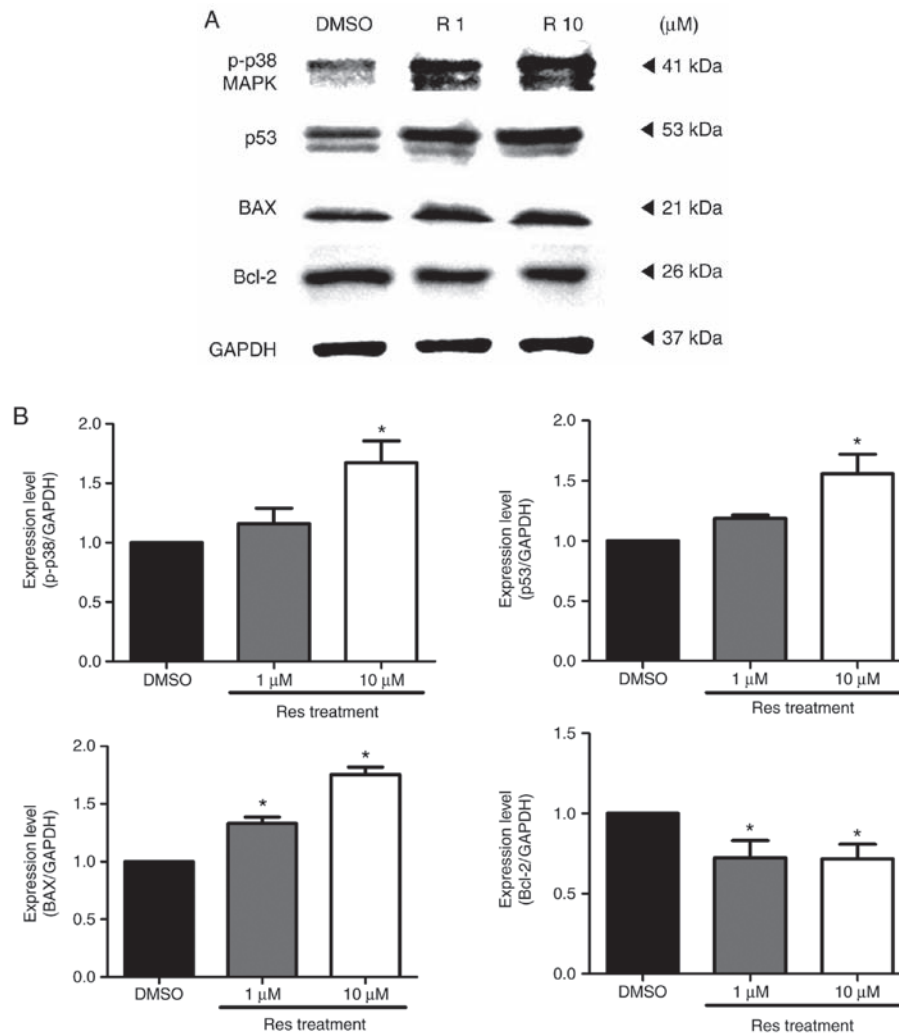 A
DMSO R 1 R 10 (μM)
p-p38
MAPK
◄ 41 kDa
p53 ◄ 53 kDa
BAX ◄ 21 kDa
Bcl-2 ◄ 26 kDa
GAPDH ◄ 37 kDa
B
Expression level
(p-p38/GAPDH)
2.0
1.5
1.0
0.5
0.0
*
DMSO 1 μM 10 μM
Res treatment
Expression level
(p53/GAPDH)
2.0
1.5
1.0
0.5
0.0
*
DMSO 1 μM 10 μM
Res treatment
Expression level
(BAX/GAPDH)
2.0
1.5
1.0
0.5
0.0
* *
DMSO 1 μM 10 μM
Res treatment
Expression level
(Bcl-2/GAPDH)
1.5
1.0
0.5
0.0
* *
DMSO 1 μM 10 μM
Res treatment